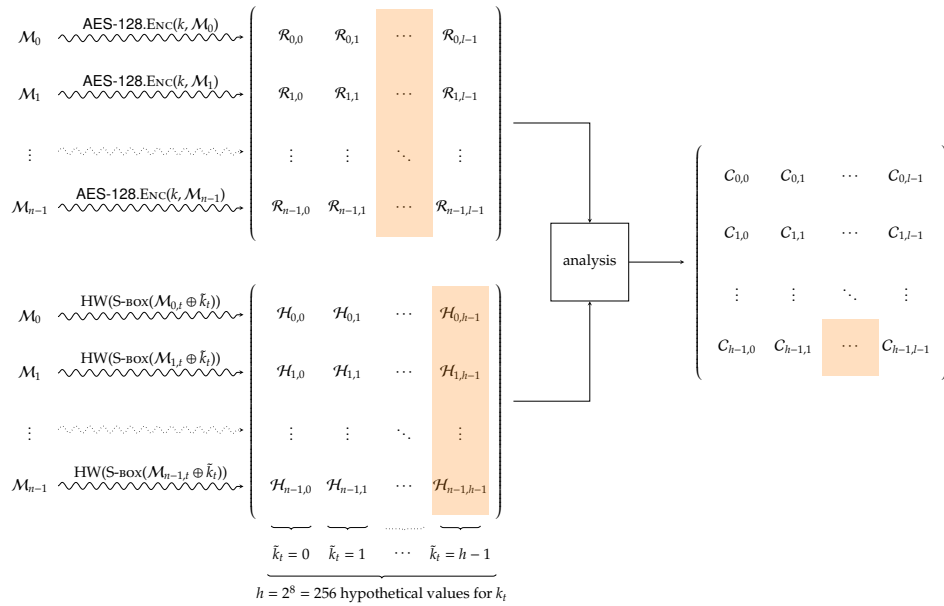 AES-128.Enc(k, M₀)
M₀ R₀,₀ R₀,₁ ⋯ R₀,ₗ₋₁
AES-128.Enc(k, M₁)
M₁ R₁,₀ R₁,₁ ⋯ R₁,ₗ₋₁
⋮ ⋮ ⋮ ⋱ ⋮
AES-128.Enc(k, Mₙ₋₁)
Mₙ₋₁ Rₙ₋₁,₀ Rₙ₋₁,₁ ⋯ Rₙ₋₁,ₗ₋₁
HW(S-box(M₀,ₜ ⊕ k̃ₜ))
M₀ H₀,₀ H₀,₁ ⋯ H₀,ₕ₋₁
HW(S-box(M₁,ₜ ⊕ k̃ₜ))
M₁ H₁,₀ H₁,₁ ⋯ H₁,ₕ₋₁
⋮ ⋮ ⋮ ⋱ ⋮
HW(S-box(Mₙ₋₁,ₜ ⊕ k̃ₜ))
Mₙ₋₁ Hₙ₋₁,₀ Hₙ₋₁,₁ ⋯ Hₙ₋₁,ₕ₋₁
k̃ₜ = 0 k̃ₜ = 1 ⋯ k̃ₜ = h − 1
h = 2⁸ = 256 hypothetical values for kₜ
analysis
C₀,₀ C₀,₁ ⋯ C₀,ₗ₋₁
C₁,₀ C₁,₁ ⋯ C₁,ₗ₋₁
⋮ ⋮ ⋱ ⋮
Cₕ₋₁,₀ Cₕ₋₁,₁ ⋯ Cₕ₋₁,ₗ₋₁